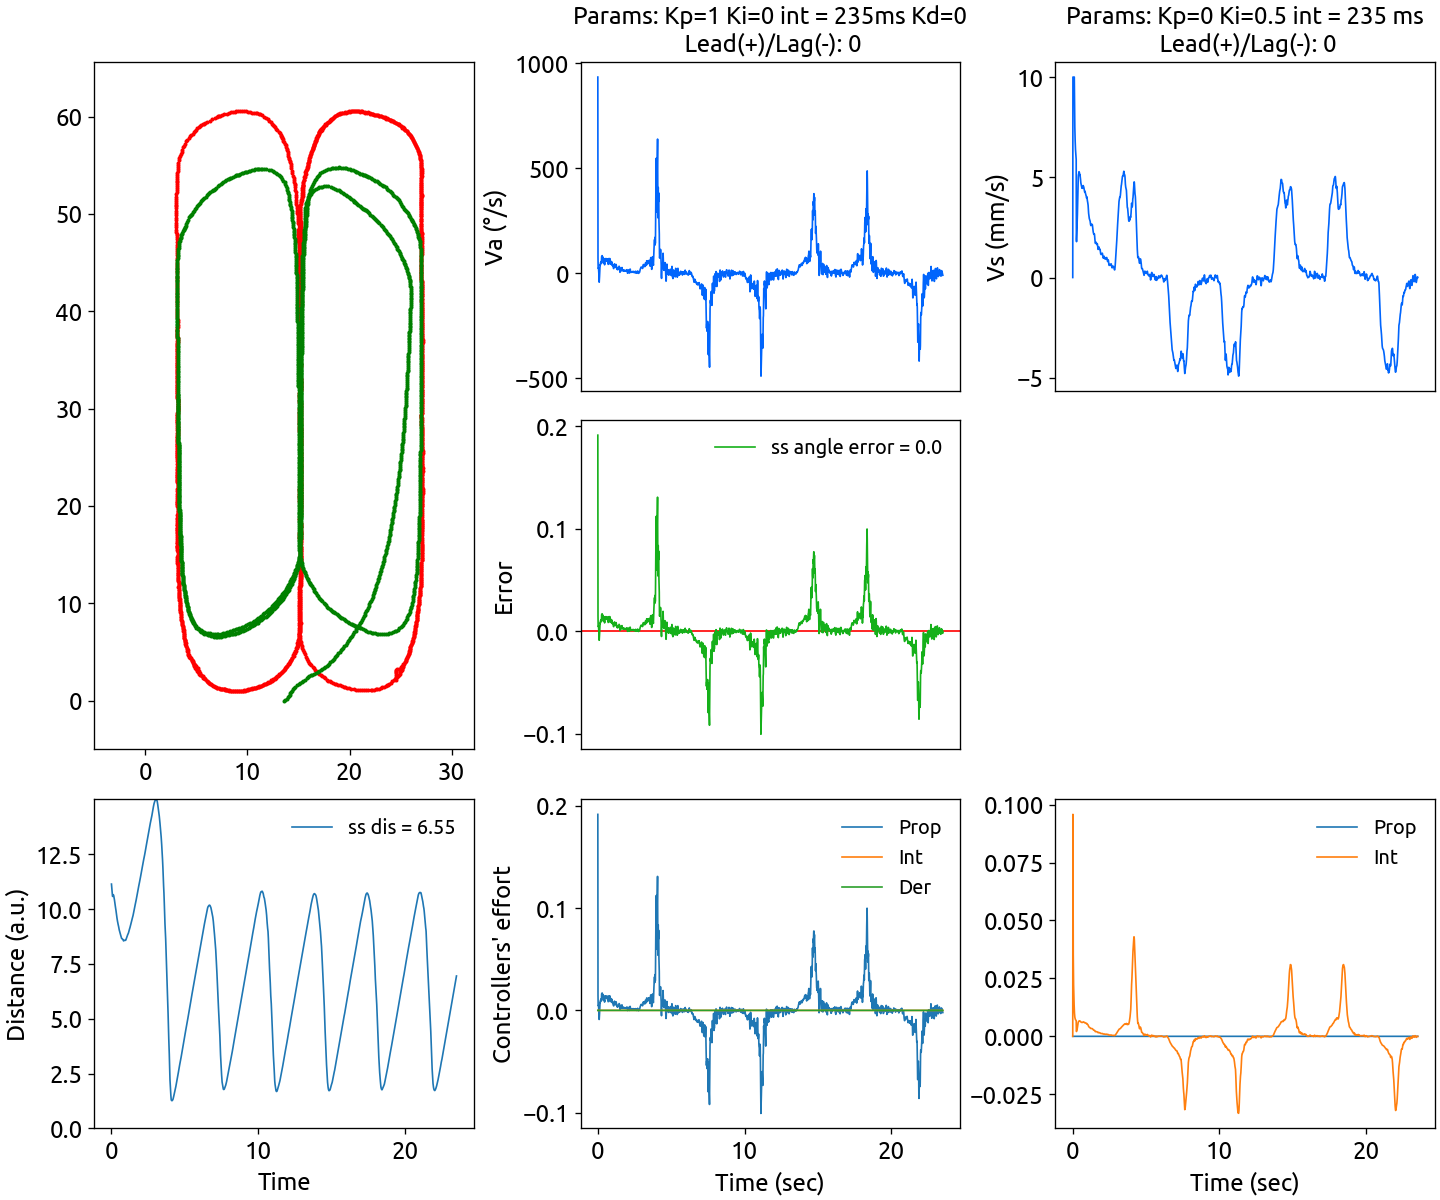 Params: Kp=1 Ki=0 int = 235ms Kd=0
Lead(+)/Lag(-): 0
Params: Kp=0 Ki=0.5 int = 235 ms
Lead(+)/Lag(-): 0
60
50
40
30
20
10
0
0
10
20
30
Va (°/s)
1000
500
0
−500
Vs (mm/s)
10
5
0
−5
Error
0.2
0.1
0.0
−0.1
ss angle error = 0.0
Distance (a.u.)
12.5
10.0
7.5
5.0
2.5
0.0
ss dis = 6.55
0
10
20
Time
Controllers' effort
0.2
0.1
0.0
−0.1
Prop
Int
Der
0
10
20
Time (sec)
0.100
0.075
0.050
0.025
0.000
−0.025
Prop
Int
0
10
20
Time (sec)